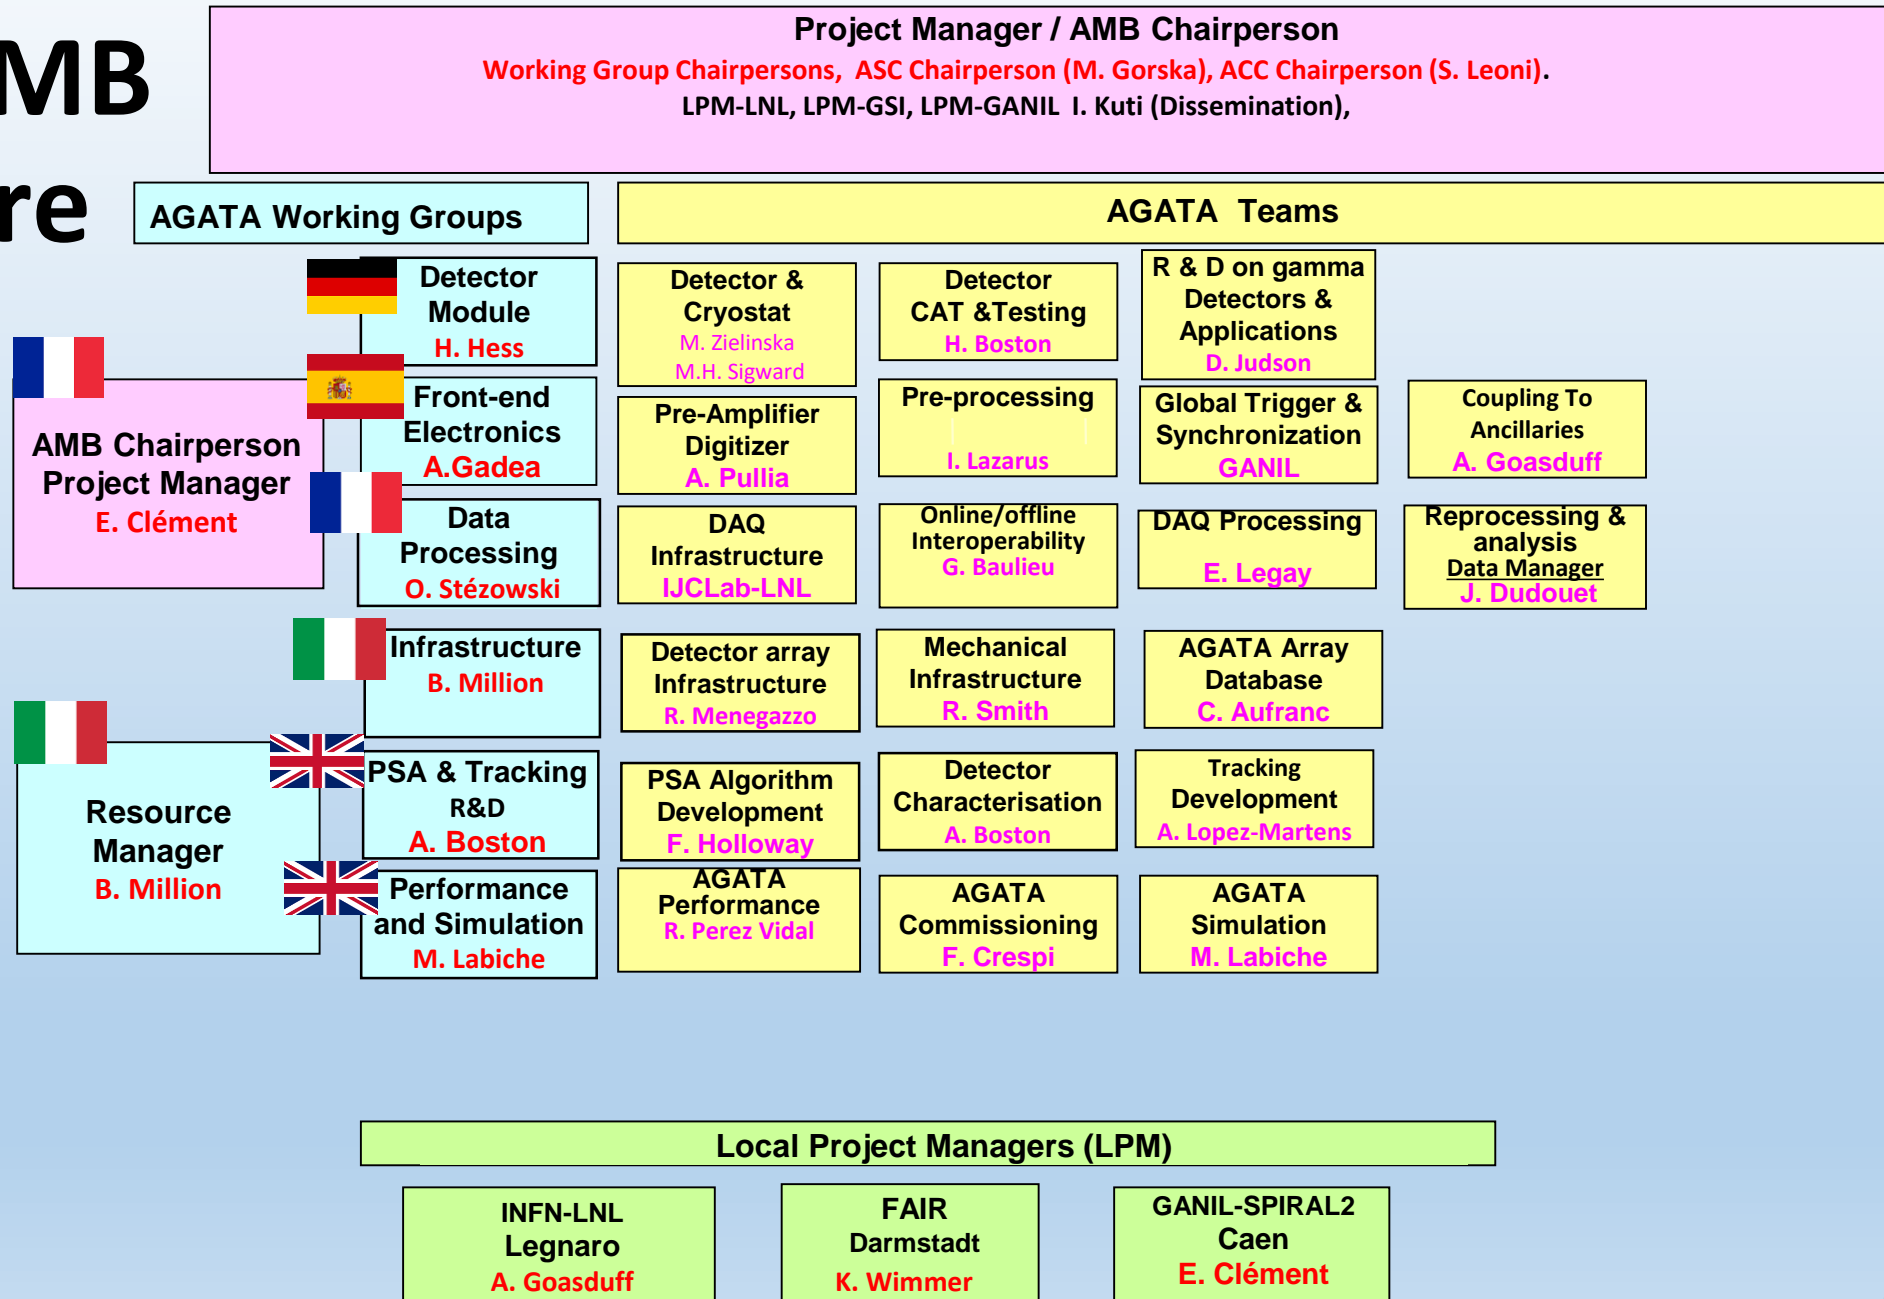 MB
re
Project Manager / AMB Chairperson
Working Group Chairpersons, ASC Chairperson (M. Gorska), ACC Chairperson (S. Leoni).
LPM-LNL, LPM-GSI, LPM-GANIL I. Kuti (Dissemination),
AGATA Working Groups
AGATA Teams
Detector
Module
H. Hess
Detector &
Cryostat
M. Zielinska
M.H. Sigward
Detector
CAT &Testing
H. Boston
R & D on gamma
Detectors &
Applications
D. Judson
AMB Chairperson
Project Manager
E. Clément
Front-end
Electronics
A.Gadea
Pre-Amplifier
Digitizer
A. Pullia
Pre-processing
I. Lazarus
Global Trigger &
Synchronization
GANIL
Coupling To
Ancillaries
A. Goasduff
Data
Processing
O. Stézowski
DAQ
Infrastructure
IJCLab-LNL
Online/offline
Interoperability
G. Baulieu
DAQ Processing
E. Legay
Reprocessing &
analysis
Data Manager
J. Dudouet
Infrastructure
B. Million
Detector array
Infrastructure
R. Menegazzo
Mechanical
Infrastructure
R. Smith
AGATA Array
Database
C. Aufranc
Resource
Manager
B. Million
PSA & Tracking
R&D
A. Boston
PSA Algorithm
Development
F. Holloway
Detector
Characterisation
A. Boston
Tracking
Development
A. Lopez-Martens
Performance
and Simulation
M. Labiche
AGATA
Performance
R. Perez Vidal
AGATA
Commissioning
F. Crespi
AGATA
Simulation
M. Labiche
Local Project Managers (LPM)
INFN-LNL
Legnaro
A. Goasduff
FAIR
Darmstadt
K. Wimmer
GANIL-SPIRAL2
Caen
E. Clément